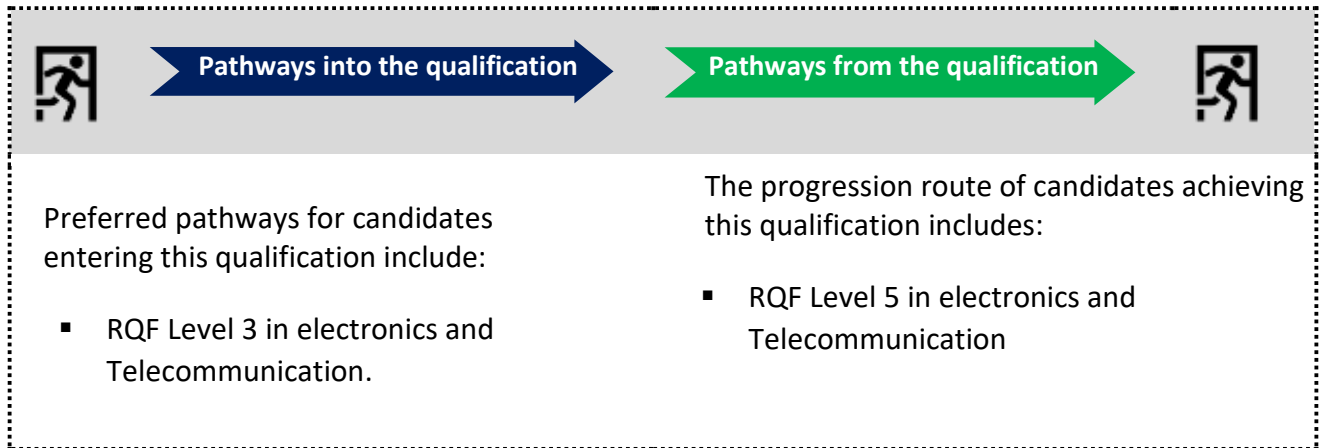 Pathways into the qualification
Pathways from the qualification
Preferred pathways for candidates
entering this qualification include:
▪ RQF Level 3 in electronics and
Telecommunication.
The progression route of candidates achieving
this qualification includes:
▪ RQF Level 5 in electronics and
Telecommunication